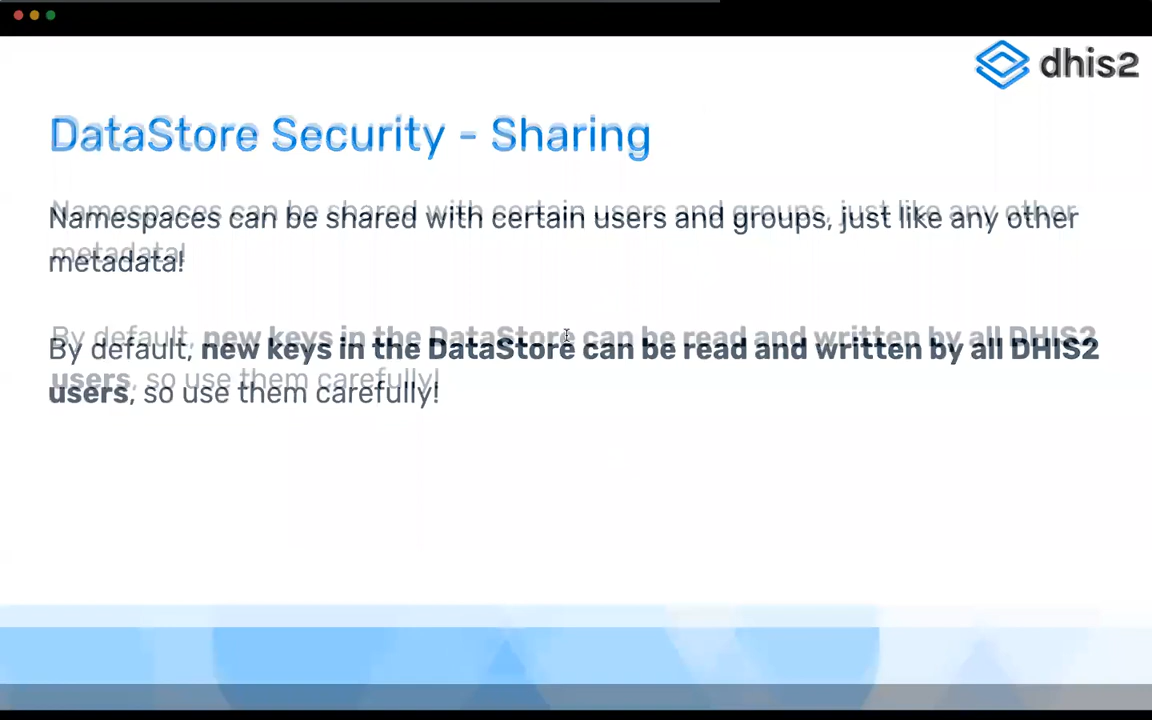 dhis2
DataStore Security - Sharing
Namespaces can be shared with certain users and groups, just like any other
metadata!
By default, new keys in the DataStore can be read and written by all DHIS2
users, so use them carefully!